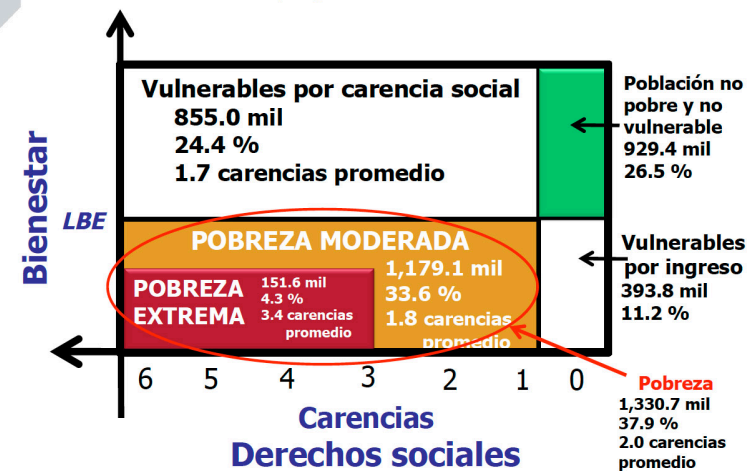 Vulnerables por carencia social
855.0 mil
24.4 %
1.7 carencias promedio
Población no
pobre y no
vulnerable
929.4 mil
26.5 %
Bienestar
LBE
POBREZA MODERADA
1,179.1 mil
33.6 %
1.8 carencias
promedio
POBREZA
EXTREMA
151.6 mil
4.3 %
3.4 carencias
promedio
Vulnerables
por ingreso
393.8 mil
11.2 %
6 5 4 3 2 1 0
Carencias
Derechos sociales
Pobreza
1,330.7 mil
37.9 %
2.0 carencias
promedio